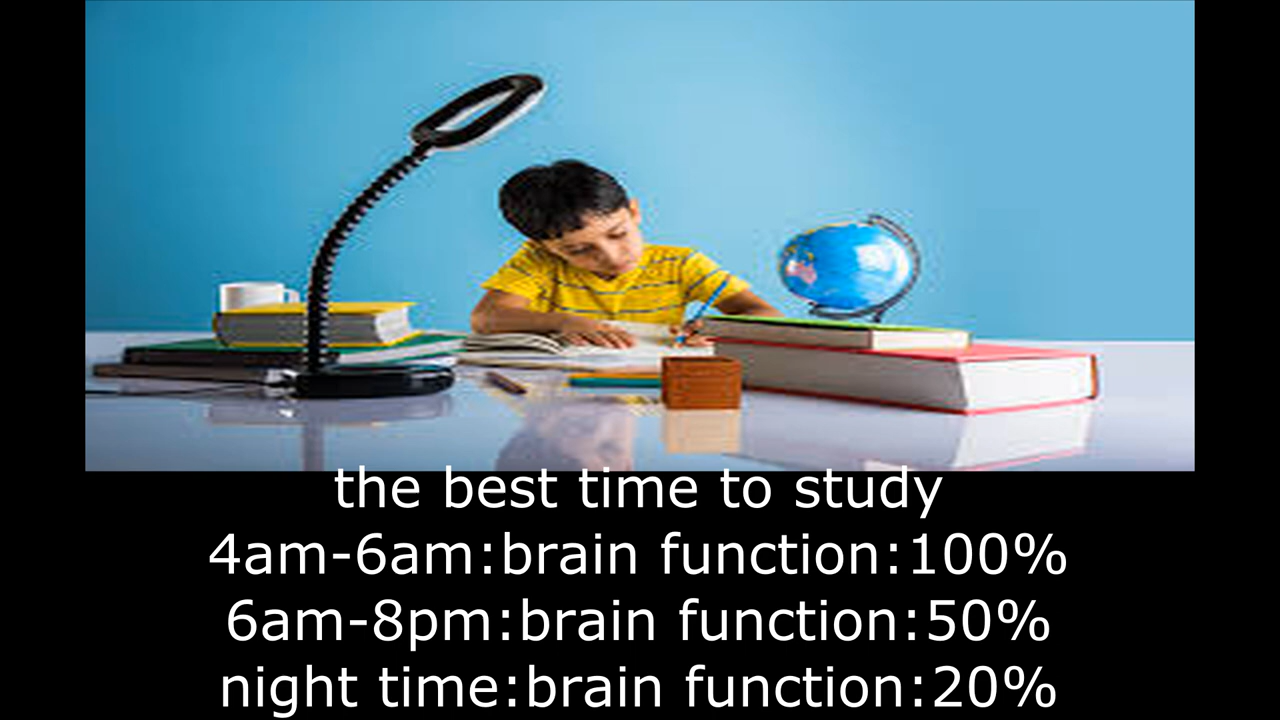 the best time to study
4am-6am:brain function:100%
6am-8pm:brain function:50%
night time:brain function:20%